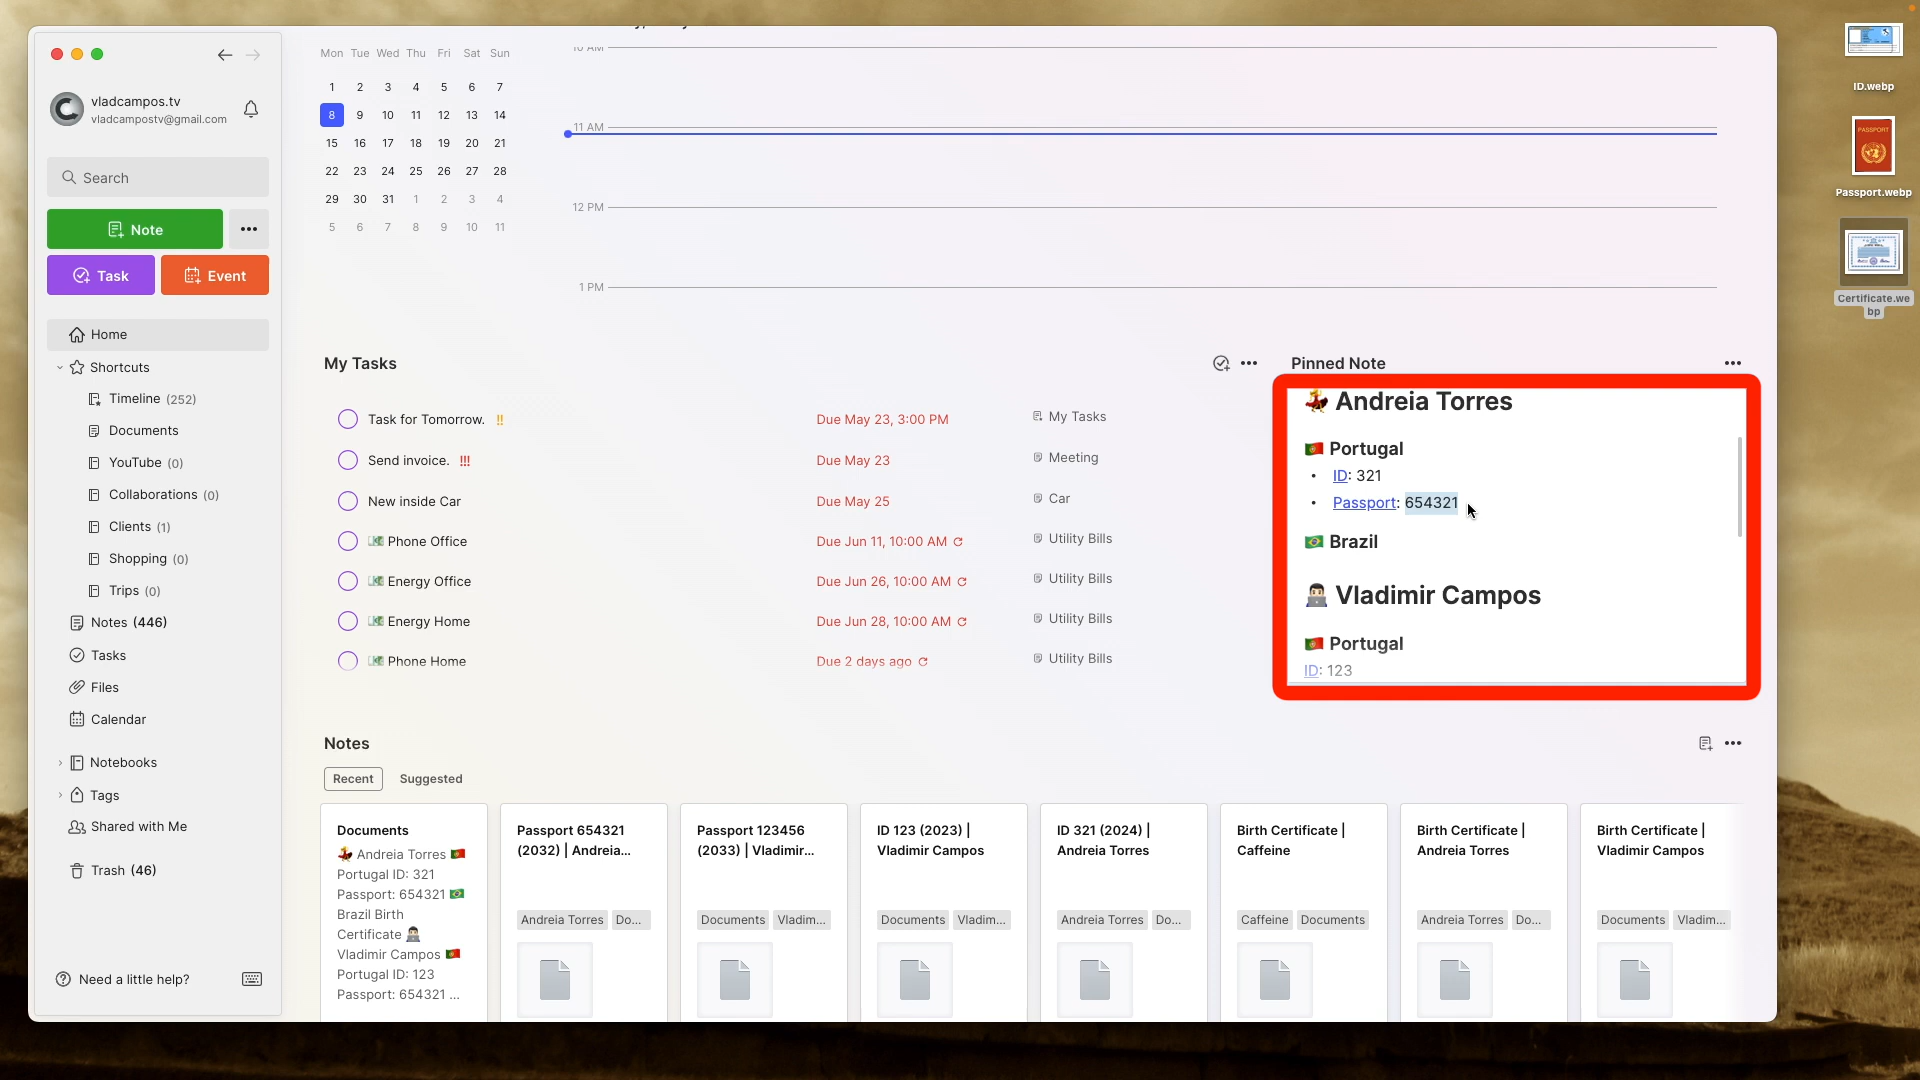 vladcampos.tv
vladcampostv@gmail.com
Search
Note
Task
Event
Home
Shortcuts
Timeline (252)
Documents
YouTube (0)
Collaborations (0)
Clients (1)
Shopping (0)
Trips (0)
Notes (446)
Tasks
Files
Calendar
Notebooks
Tags
Shared with Me
Trash (46)
Need a little help?
Mon Tue Wed Thu Fri Sat Sun
1 2 3 4 5 6 7
8 9 10 11 12 13 14
15 16 17 18 19 20 21
22 23 24 25 26 27 28
29 30 31 1 2 3 4
5 6 7 8 9 10 11
10 AM
11 AM
12 PM
1 PM
My Tasks
Task for Tomorrow. !! Due May 23, 3:00 PM My Tasks
Send invoice. !!! Due May 23 Meeting
New inside Car Due May 25 Car
💵 Phone Office Due Jun 11, 10:00 AM Utility Bills
💵 Energy Office Due Jun 26, 10:00 AM Utility Bills
💵 Energy Home Due Jun 28, 10:00 AM Utility Bills
💵 Phone Home Due 2 days ago Utility Bills
Pinned Note
💃 Andreia Torres
🇵🇹 Portugal
• ID: 321
• Passport: 654321
🇧🇷 Brazil
👨🏻‍💻 Vladimir Campos
🇵🇹 Portugal
ID: 123
Notes
Recent Suggested
Documents
💃 Andreia Torres 🇵🇹
Portugal ID: 321
Passport: 654321 🇧🇷
Brazil Birth
Certificate 👨🏻‍💻
Vladimir Campos 🇵🇹
Portugal ID: 123
Passport: 654321 ...
Passport 654321
(2032) | Andreia...
Andreia Torres Do...
Passport 123456
(2033) | Vladimir...
Documents Vladim...
ID 123 (2023) |
Vladimir Campos
Documents Vladim...
ID 321 (2024) |
Andreia Torres
Andreia Torres Do...
Birth Certificate |
Caffeine
Caffeine Documents
Birth Certificate |
Andreia Torres
Andreia Torres Do...
Birth Certificate |
Vladimir Campos
Documents Vladim...
ID.webp
PASSPORT
Passport.webp
Certificate.we
bp